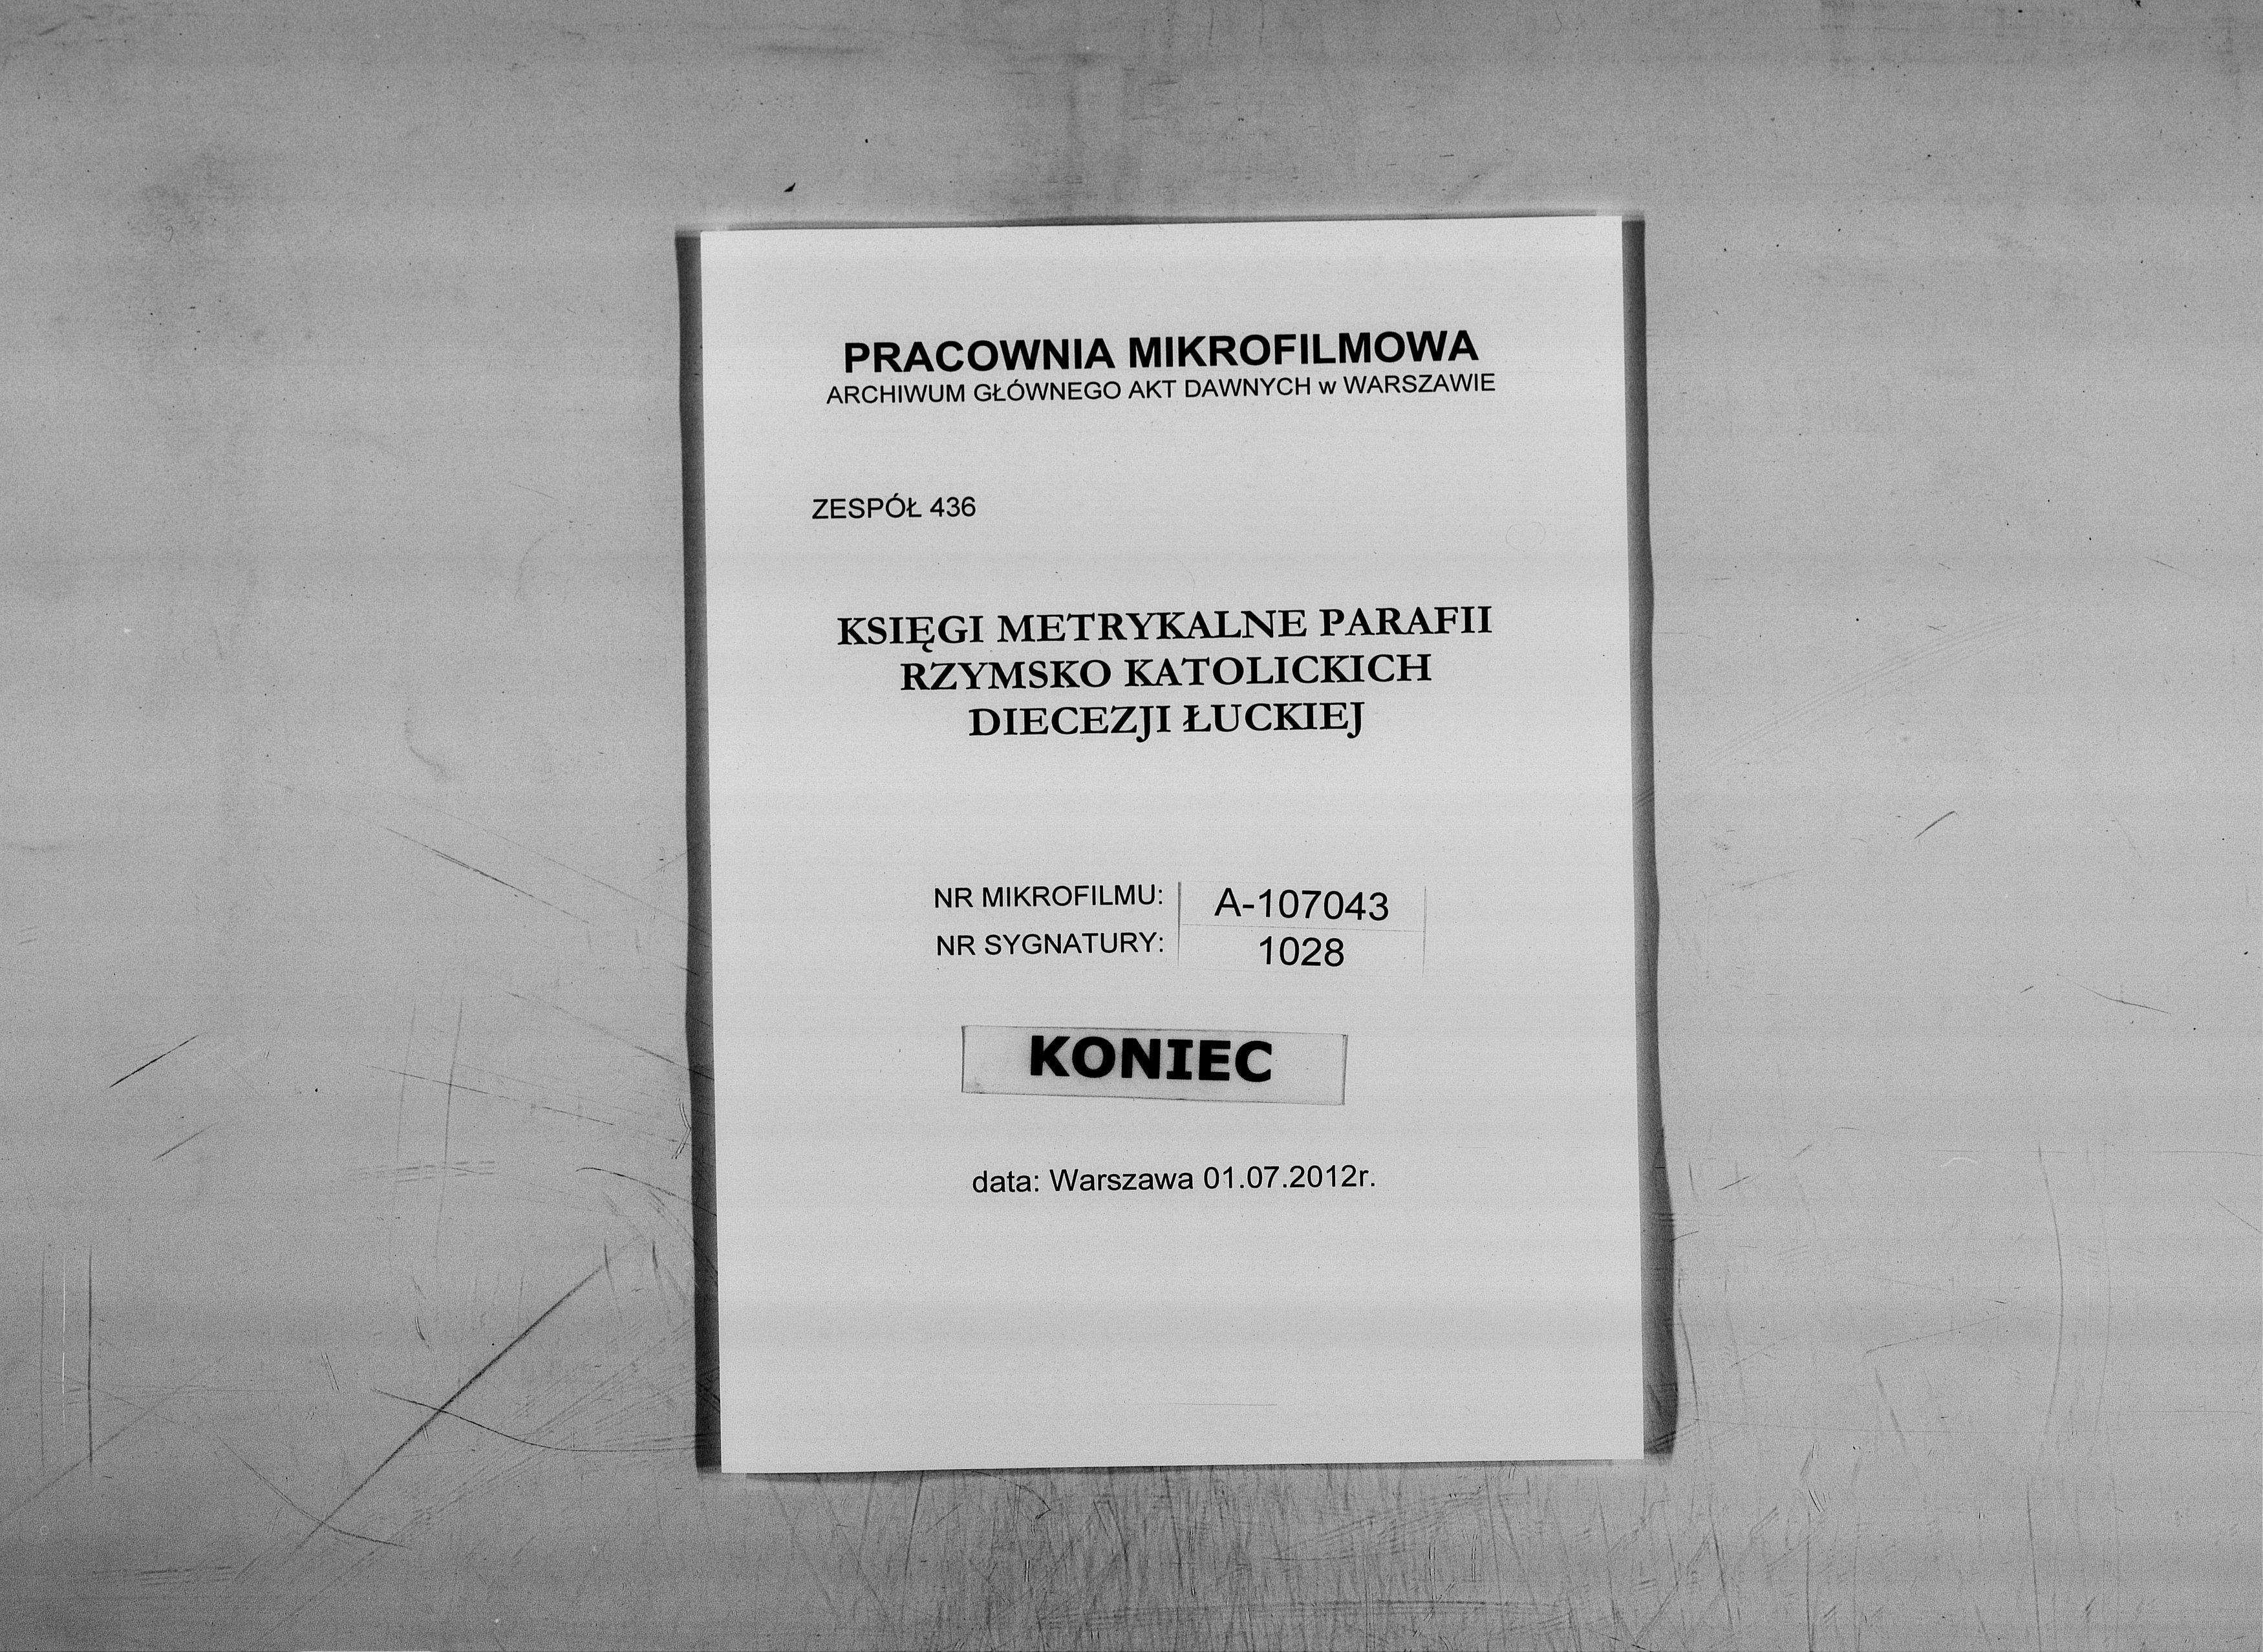 PRACOWNIA MIKROFILMOWA
ARCHIWUM GŁÓWNEGO AKT DAWNYCH w WARSZAWIE
ZESPÓŁ 436
KSIĘGI METRYKALNE PARAFII
RZYMSKO KATOLICKICH
DIECEZJI ŁUCKIEJ
NR MIKROFILMU: A-107043
NR SYGNATURY: 1028
KONIEC
data: Warszawa 01.07.2012r.